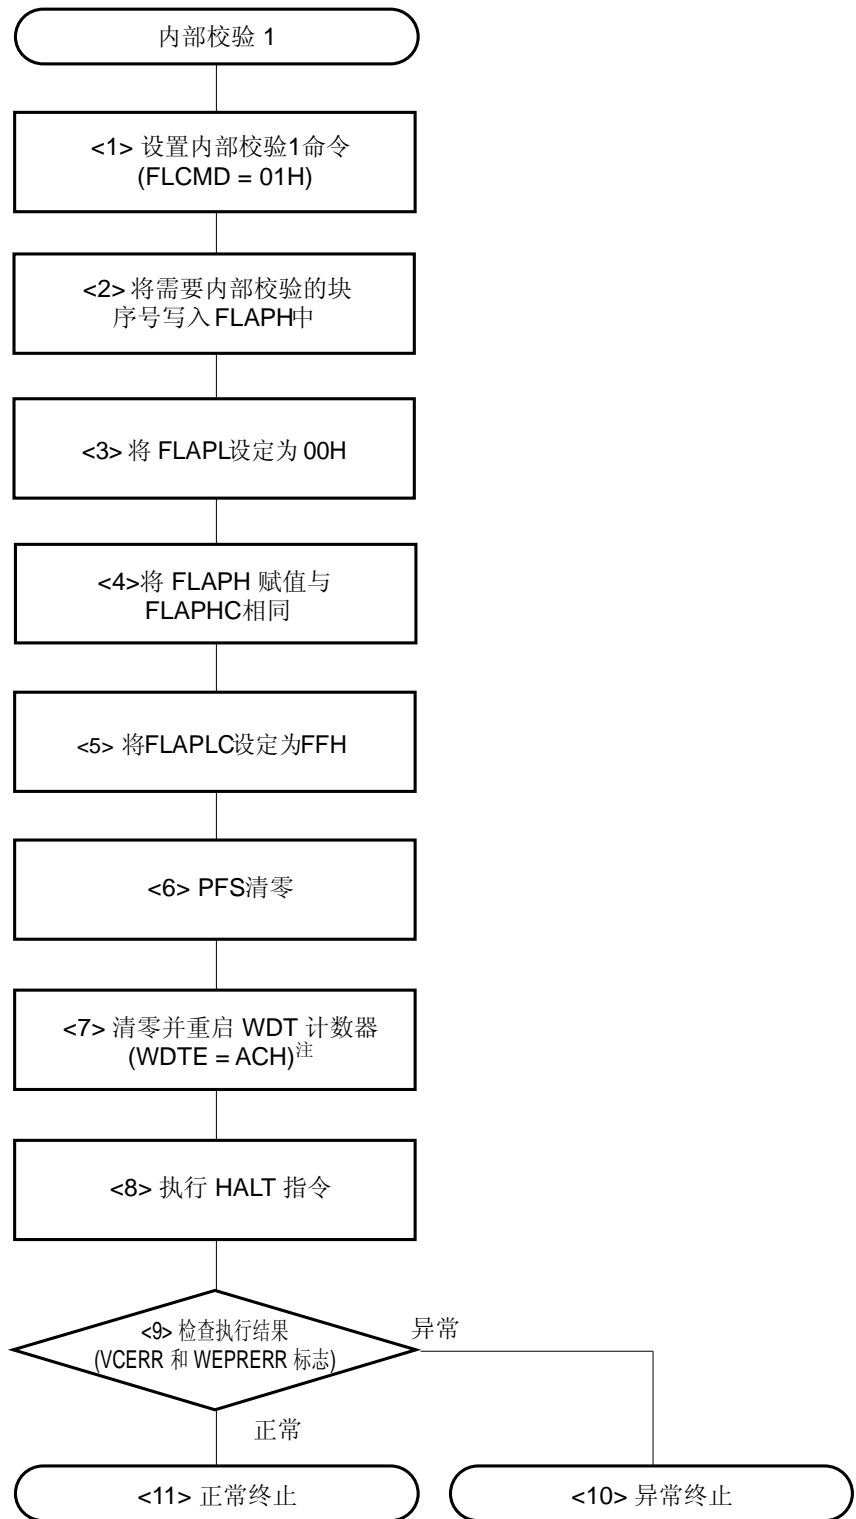 内部校验 1
<1> 设置内部校验1命令
(FLCMD = 01H)
<2> 将需要内部校验的块
序号写入FLAPH中
<3> 将 FLAPL设定为 00H
<4>将 FLAPH 赋值与
FLAPHC相同
<5> 将FLAPLC设定为FFH
<6> PFS清零
<7> 清零并重启 WDT 计数器
(WDTE = ACH)注
<8> 执行 HALT 指令
<9> 检查执行结果
(VCERR 和 WEPRERR 标志)
异常
正常
<11> 正常终止
<10> 异常终止